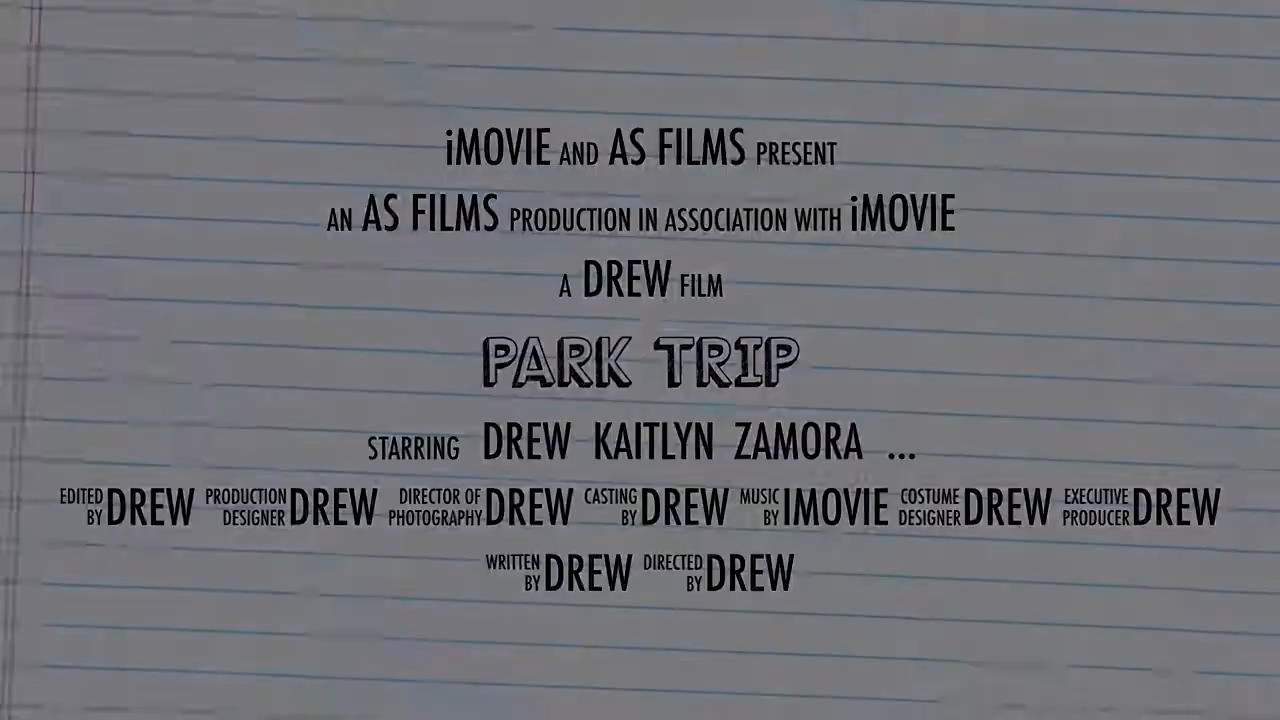 iMOVIE AND AS FILMS PRESENT
AN AS FILMS PRODUCTION IN ASSOCIATION WITH iMOVIE
A DREW FILM
PARK TRIP
STARRING DREW KAITLYN ZAMORA ...
EDITED BY DREW PRODUCTION DESIGNER DREW DIRECTOR OF PHOTOGRAPHY DREW CASTING BY DREW MUSIC BY IMOVIE COSTUME DESIGNER DREW EXECUTIVE PRODUCER DREW
WRITTEN BY DREW DIRECTED BY DREW